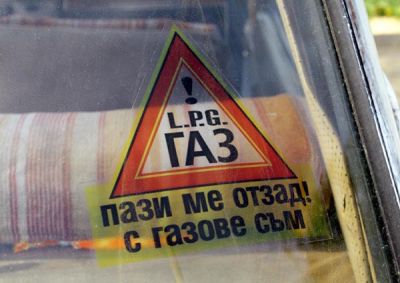 !
L.P.G.
ГАЗ
пази ме отзад!
с газове съм